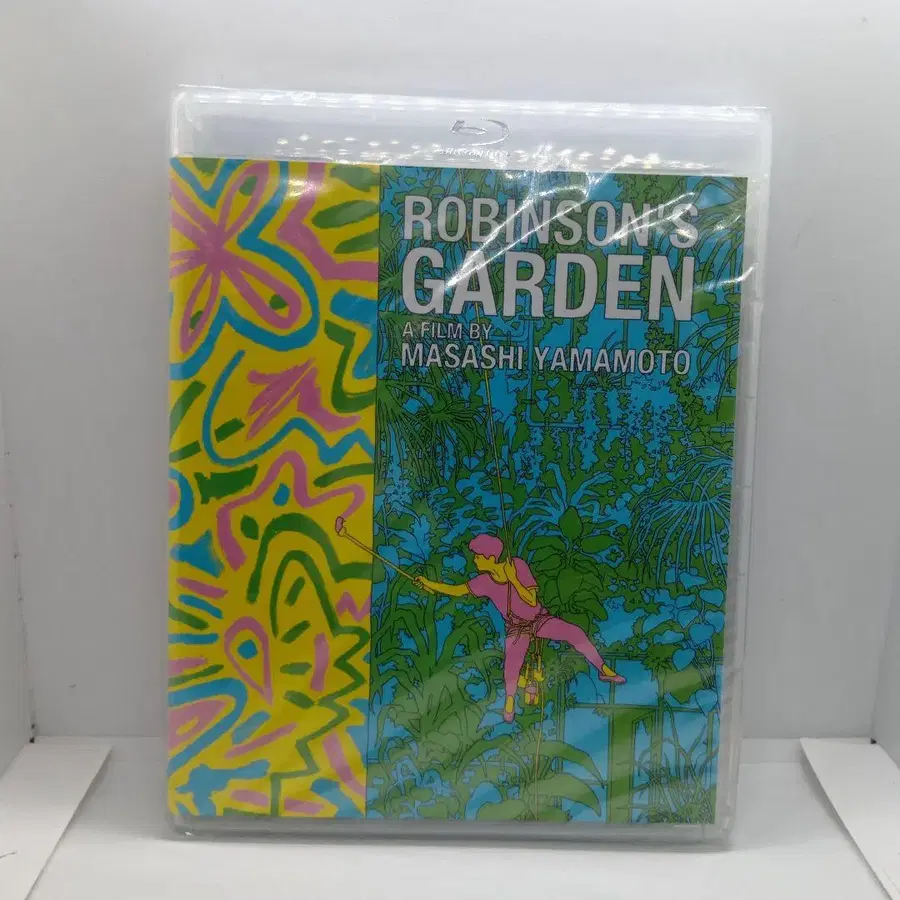 ROBINSON'S
GARDEN
A FILM BY
MASASHI YAMAMOTO